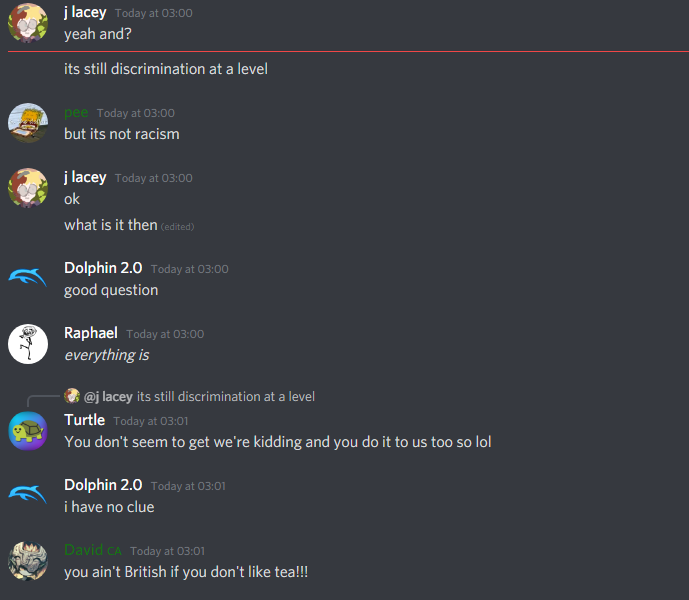 j lacey Today at 03:00
yeah and?
its still discrimination at a level
pee Today at 03:00
but its not racism
j lacey Today at 03:00
ok
what is it then (edited)
Dolphin 2.0 Today at 03:00
good question
Raphael Today at 03:00
everything is
@j lacey its still discrimination at a level
Turtle Today at 03:01
You don't seem to get we're kidding and you do it to us too so lol
Dolphin 2.0 Today at 03:01
i have no clue
David CA Today at 03:01
you ain't British if you don't like tea!!!